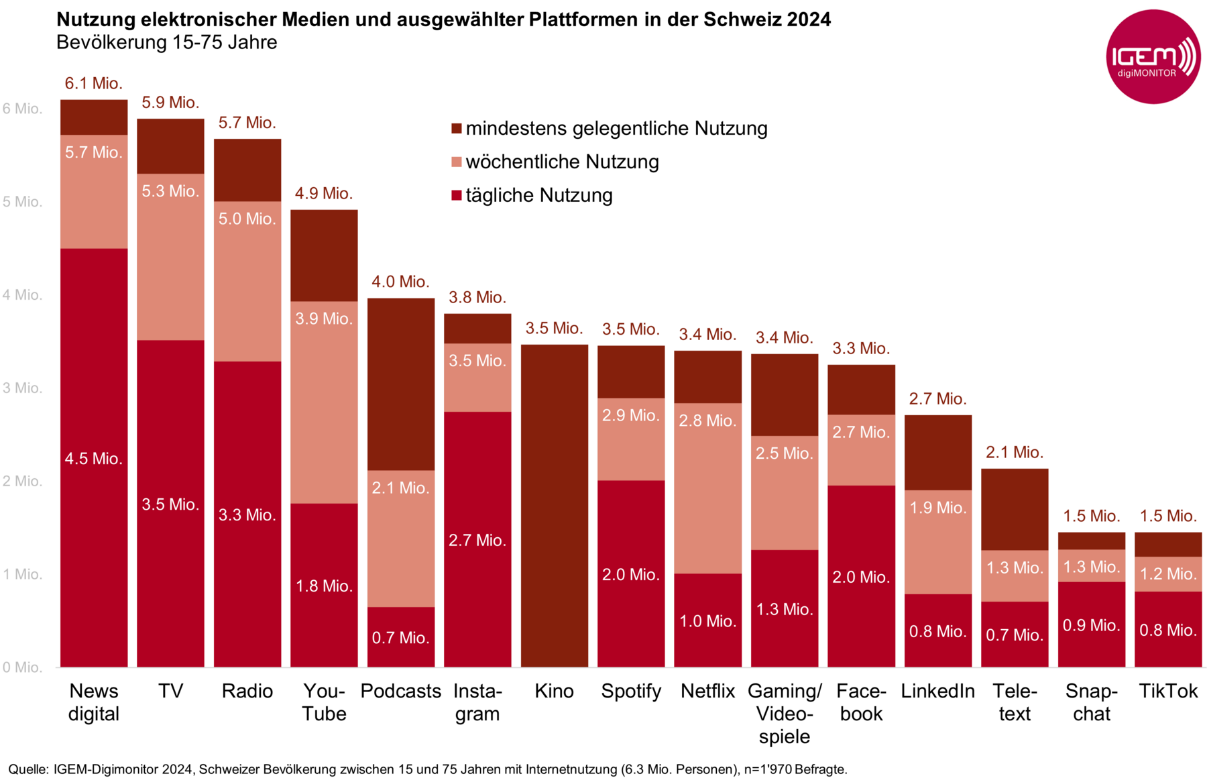 Nutzung elektronischer Medien und ausgewählter Plattformen in der Schweiz 2024
Bevölkerung 15-75 Jahre
IGEM
digiMONITOR
mindestens gelegentliche Nutzung
wöchentliche Nutzung
tägliche Nutzung
6 Mio.
5 Mio.
4 Mio.
3 Mio.
2 Mio.
1 Mio.
0 Mio.
6.1 Mio.
5.7 Mio.
4.5 Mio.
News
digital
5.9 Mio.
5.3 Mio.
3.5 Mio.
TV
5.7 Mio.
5.0 Mio.
3.3 Mio.
Radio
4.9 Mio.
3.9 Mio.
1.8 Mio.
You-
Tube
4.0 Mio.
2.1 Mio.
0.7 Mio.
Podcasts
3.8 Mio.
3.5 Mio.
2.7 Mio.
Insta-
gram
3.5 Mio.
Kino
3.5 Mio.
2.9 Mio.
2.0 Mio.
Spotify
3.4 Mio.
2.8 Mio.
1.0 Mio.
Netflix
3.4 Mio.
2.5 Mio.
1.3 Mio.
Gaming/
Video-
spiele
3.3 Mio.
2.7 Mio.
2.0 Mio.
Face-
book
2.7 Mio.
1.9 Mio.
0.8 Mio.
LinkedIn
2.1 Mio.
1.3 Mio.
0.7 Mio.
Tele-
text
1.5 Mio.
1.3 Mio.
0.9 Mio.
Snap-
chat
1.5 Mio.
1.2 Mio.
0.8 Mio.
TikTok
Quelle: IGEM-Digimonitor 2024, Schweizer Bevölkerung zwischen 15 und 75 Jahren mit Internetnutzung (6.3 Mio. Personen), n=1'970 Befragte.